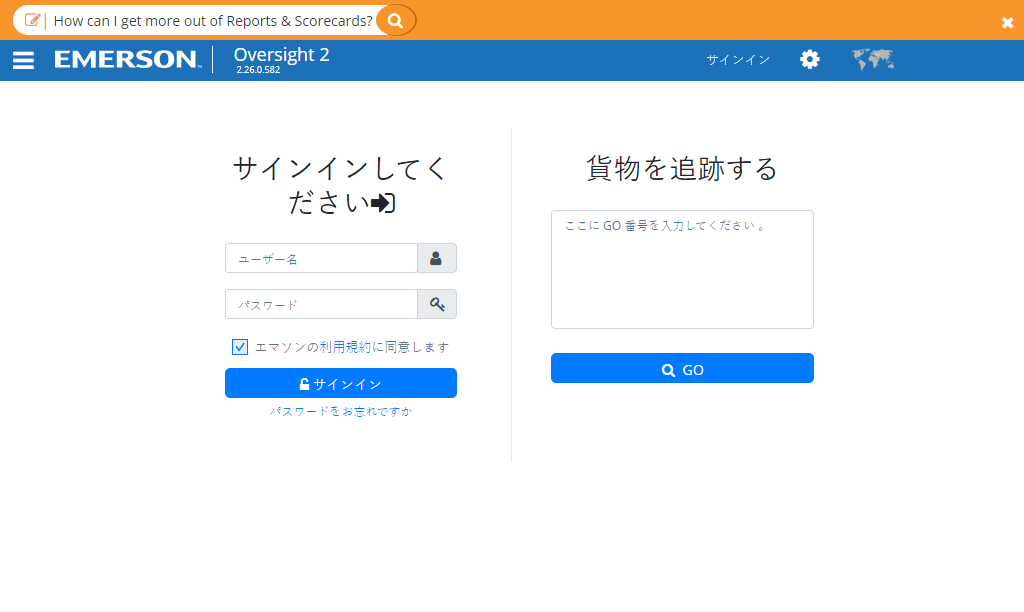 How can I get more out of Reports & Scorecards?
EMERSON™
Oversight 2
2.26.0.582
サインイン
サインインしてく
ださい
ユーザー名
パスワード
エマソンの利用規約に同意します
サインイン
パスワードをお忘れですか
貨物を追跡する
ここに GO 番号を入力してください 。
GO